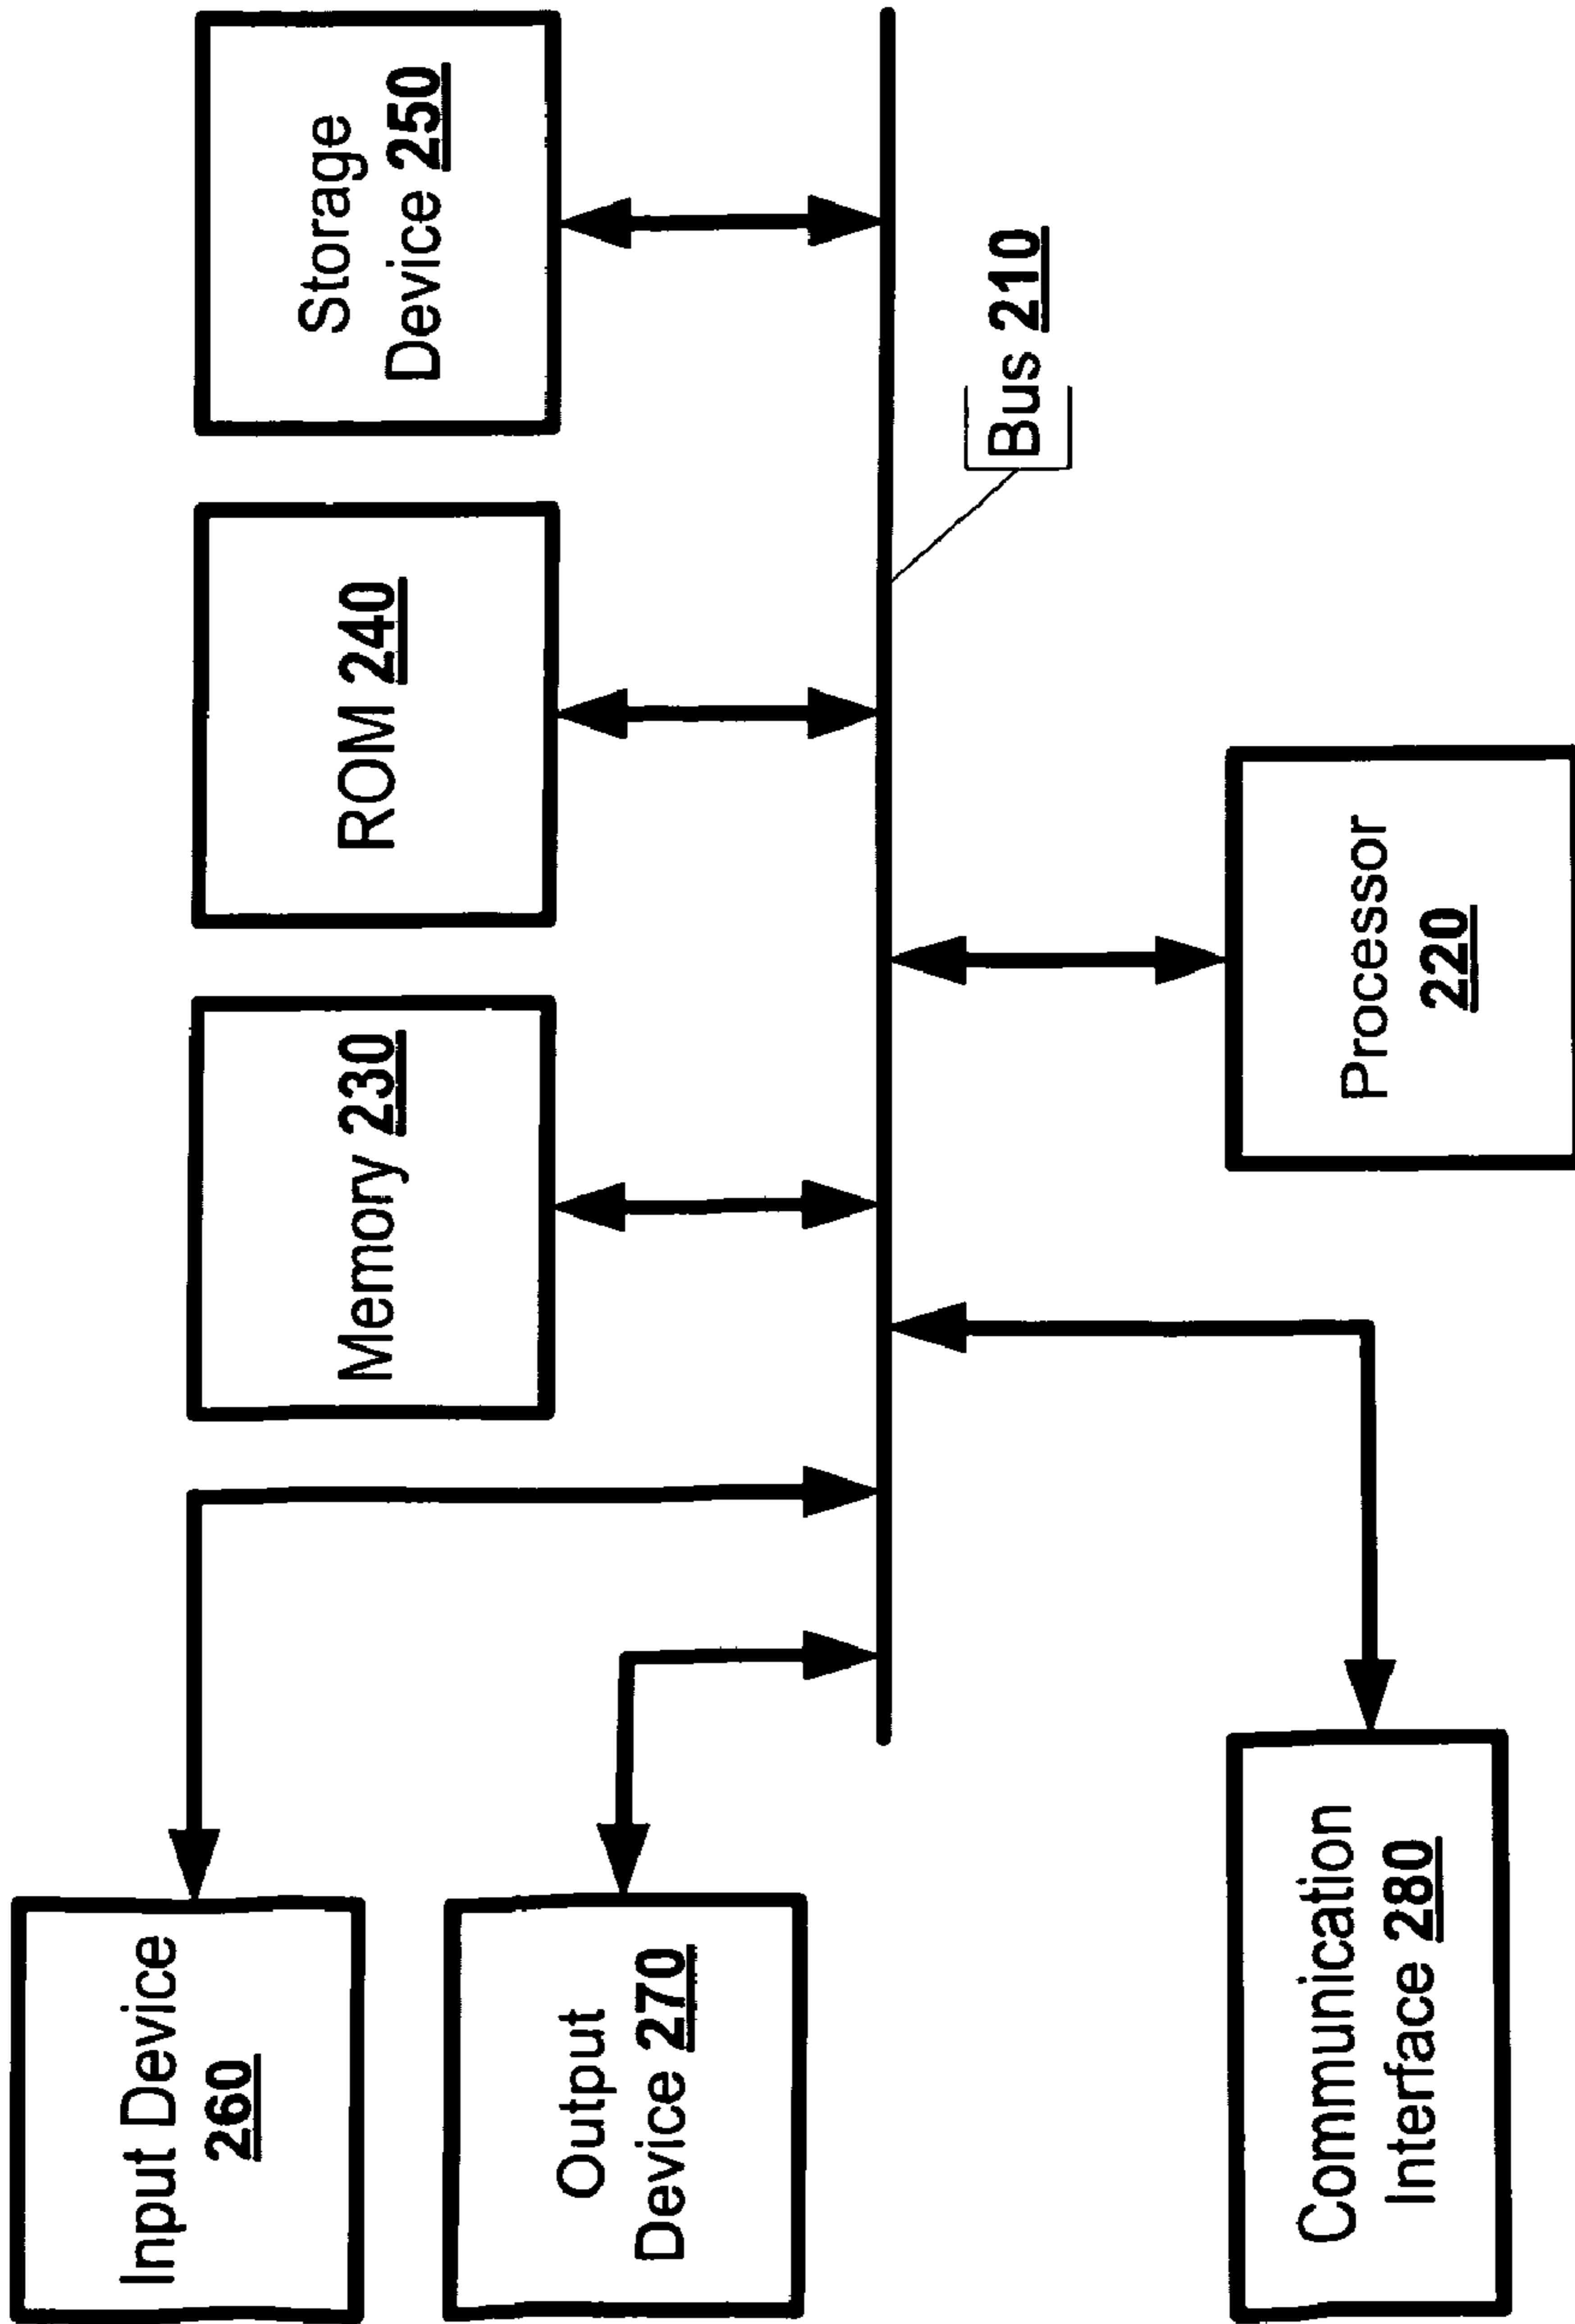 Input Device
260
Output
Device 270
Memory 230
ROM 240
Storage
Device 250
Bus 210
Communication
Interface 280
Processor
220